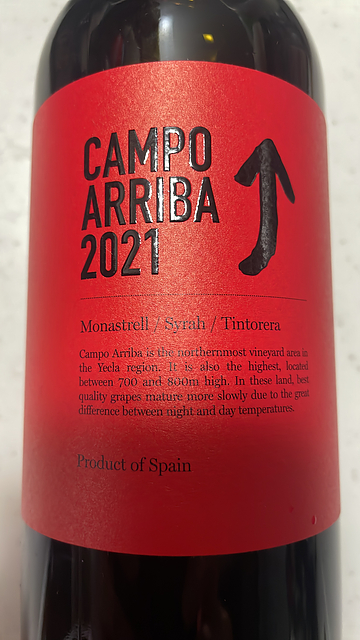 CAMPO
ARRIBA
2021
Monastrell / Syrah / Tintorera
Campo Arriba is the northernmost vineyard area in
the Yecla region. It is also the highest, located
between 700 and 800m high. In these land, best
quality grapes mature more slowly due to the great
difference between night and day temperatures.
Product of Spain